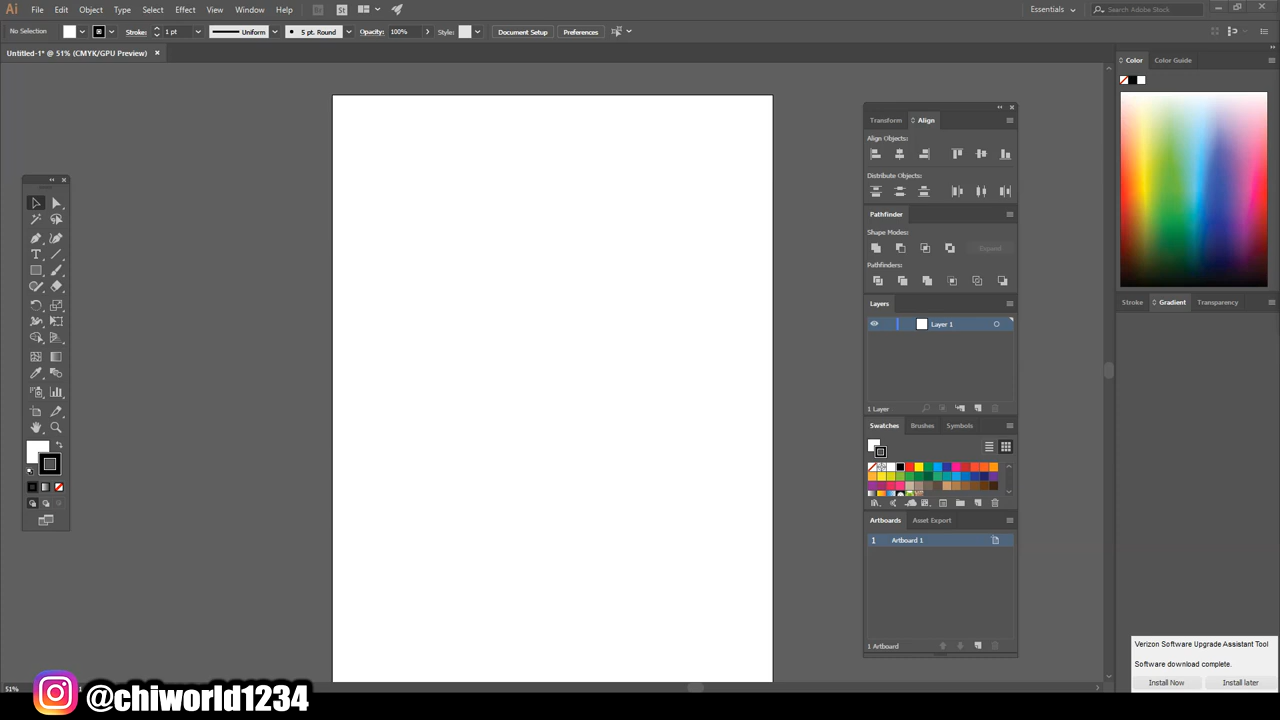 Ai File Edit Object Type Select Effect View Window Help Br St Essentials Search Adobe Stock
No Selection Stroke: 1 pt Uniform 5 pt. Round Opacity: 100% Style: Document Setup Preferences
Untitled-1* @ 51% (CMYK/GPU Preview)
Color Color Guide
Transform Align
Align Objects:
Distribute Objects:
Pathfinder
Shape Modes:
Expand
Pathfinders:
Layers
Stroke Gradient Transparency
Layer 1
1 Layer
Swatches Brushes Symbols
Artboards Asset Export
1 Artboard 1
1 Artboard
Verizon Software Upgrade Assistant Tool
Software download complete.
Install Now Install later
51%
@chiworld1234